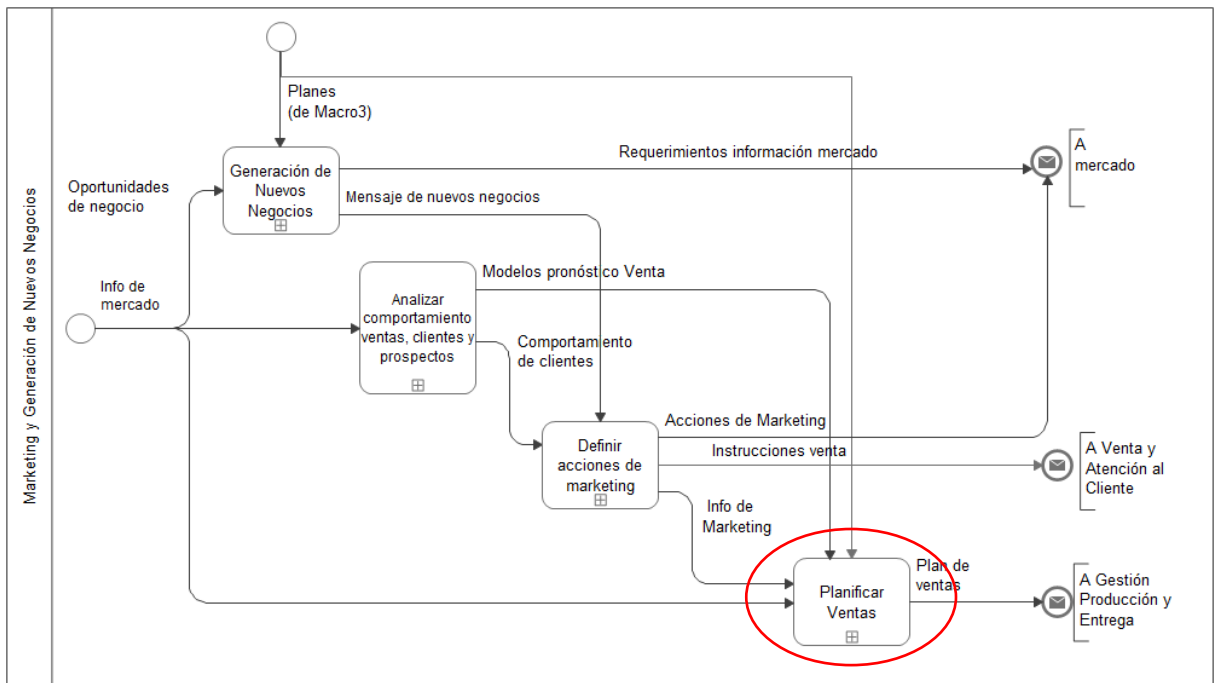 Marketing y Generación de Nuevos Negocios
Planes
(de Macro3)
Generación de
Nuevos
Negocios
Requerimientos información mercado
A
mercado
Oportunidades
de negocio
Mensaje de nuevos negocios
Info de
mercado
Analizar
comportamiento
ventas, clientes y
prospectos
Modelos pronóstico Venta
Comportamiento
de clientes
Definir
acciones de
marketing
Acciones de Marketing
Instrucciones venta
A Venta y
Atención al
Cliente
Info de
Marketing
Planificar
Ventas
Plan de
ventas
A Gestión
Producción y
Entrega